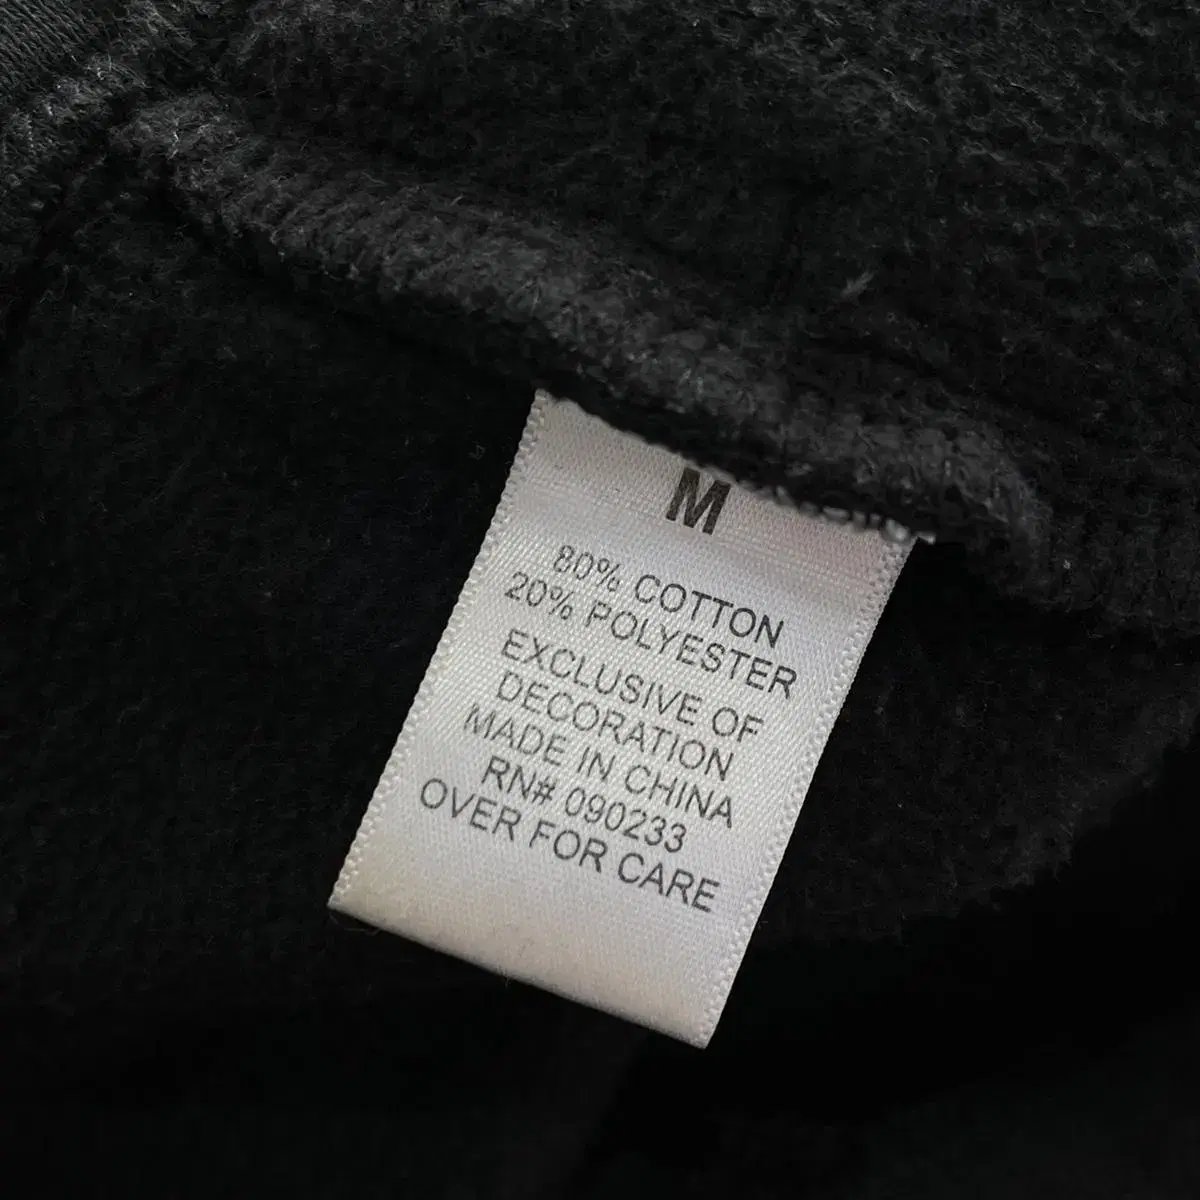 M
80% COTTON
20% POLYESTER
EXCLUSIVE OF
DECORATION
MADE IN CHINA
RN# 090233
OVER FOR CARE